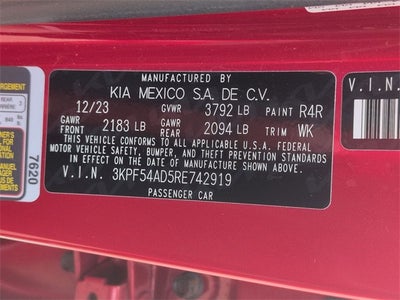 MANUFACTURED BY
KIA MEXICO S.A. DE C.V.
12/23 GVWR 3792 LB PAINT R4R
GAWR FRONT 2183 LB GAWR REAR 2094 LB TRIM WK
THIS VEHICLE CONFORMS TO ALL APPLICABLE U.S.A. FEDERAL
MOTOR VEHICLE SAFETY, BUMPER, AND THEFT PREVENTION STANDARDS
IN EFFECT ON THE DATE OF MANUFACTURE SHOWN ABOVE.
V.I.N. 3KPF54AD5RE742919
PASSENGER CAR
7620
V.I.N.